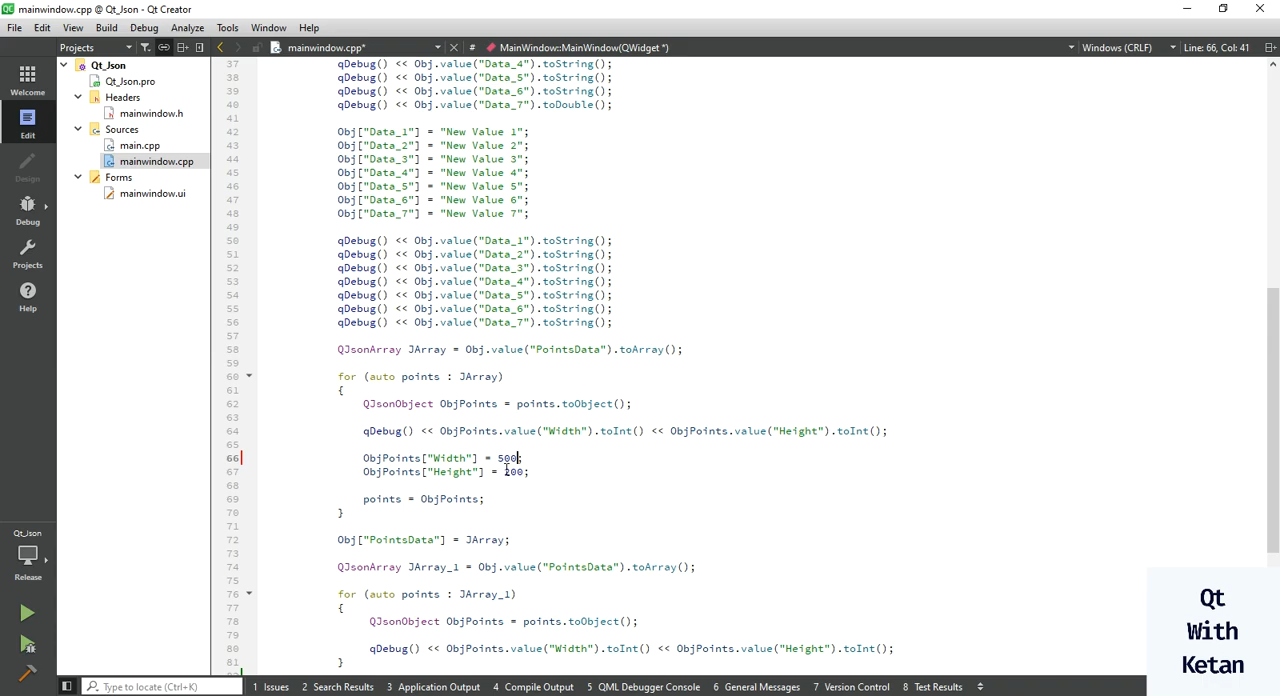 mainwindow.cpp @ Qt_Json - Qt Creator
File Edit View Build Debug Analyze Tools Window Help
Projects mainwindow.cpp* # MainWindow::MainWindow(QWidget *) Windows (CRLF) Line: 66, Col: 41
Welcome
Edit
Design
Debug
Projects
Help
Qt_Json
Release
Qt_Json
Qt_Json.pro
Headers
mainwindow.h
Sources
main.cpp
mainwindow.cpp
Forms
mainwindow.ui
37 qDebug() << Obj.value("Data_4").toString();
38 qDebug() << Obj.value("Data_5").toString();
39 qDebug() << Obj.value("Data_6").toString();
40 qDebug() << Obj.value("Data_7").toDouble();
41
42 Obj["Data_1"] = "New Value 1";
43 Obj["Data_2"] = "New Value 2";
44 Obj["Data_3"] = "New Value 3";
45 Obj["Data_4"] = "New Value 4";
46 Obj["Data_5"] = "New Value 5";
47 Obj["Data_6"] = "New Value 6";
48 Obj["Data_7"] = "New Value 7";
49
50 qDebug() << Obj.value("Data_1").toString();
51 qDebug() << Obj.value("Data_2").toString();
52 qDebug() << Obj.value("Data_3").toString();
53 qDebug() << Obj.value("Data_4").toString();
54 qDebug() << Obj.value("Data_5").toString();
55 qDebug() << Obj.value("Data_6").toString();
56 qDebug() << Obj.value("Data_7").toString();
57
58 QJsonArray JArray = Obj.value("PointsData").toArray();
59
60 for (auto points : JArray)
61 {
62 QJsonObject ObjPoints = points.toObject();
63
64 qDebug() << ObjPoints.value("Width").toInt() << ObjPoints.value("Height").toInt();
65
66 ObjPoints["Width"] = 500;
67 ObjPoints["Height"] = 200;
68
69 points = ObjPoints;
70 }
71
72 Obj["PointsData"] = JArray;
73
74 QJsonArray JArray_1 = Obj.value("PointsData").toArray();
75
76 for (auto points : JArray_1)
77 {
78 QJsonObject ObjPoints = points.toObject();
79
80 qDebug() << ObjPoints.value("Width").toInt() << ObjPoints.value("Height").toInt();
81 }
Qt
With
Ketan
Type to locate (Ctrl+K) 1 Issues 2 Search Results 3 Application Output 4 Compile Output 5 QML Debugger Console 6 General Messages 7 Version Control 8 Test Results